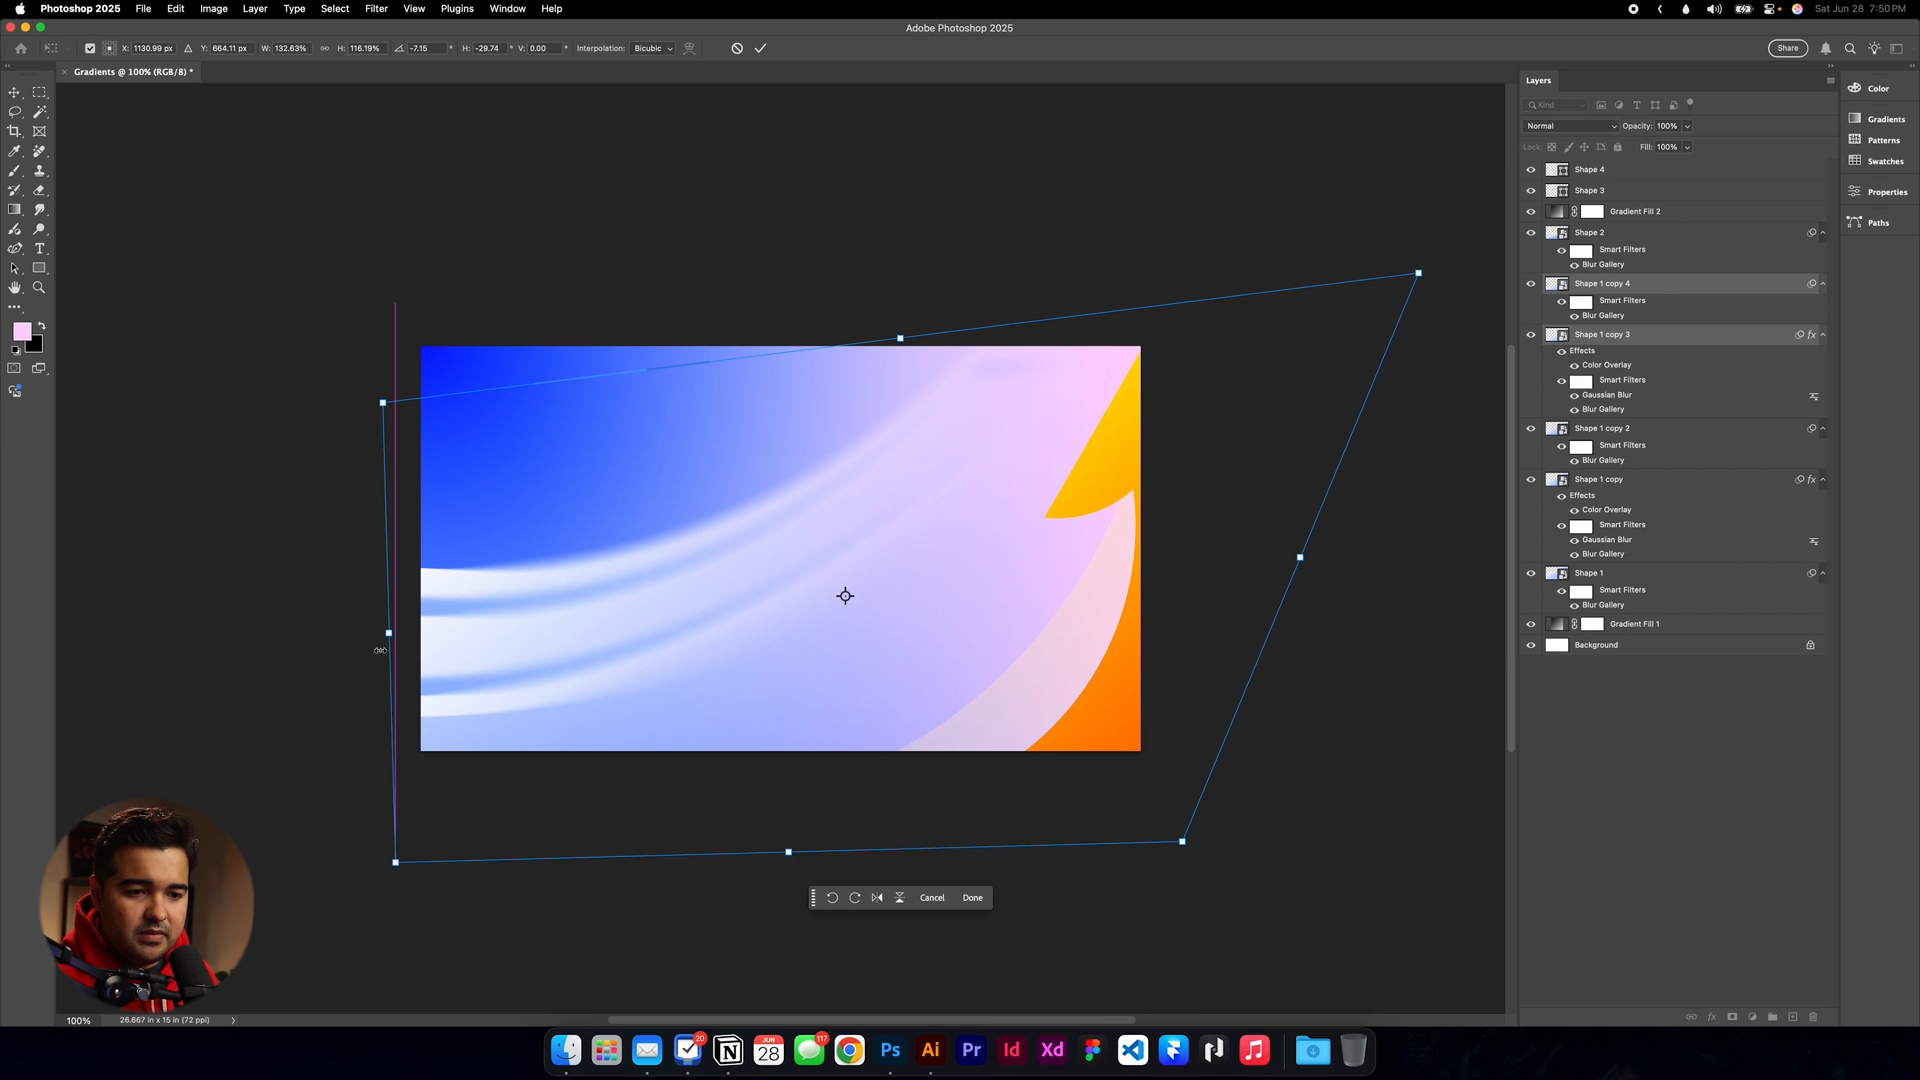 Photoshop 2025 File Edit Image Layer Type Select Filter View Plugins Window Help Sat Jun 28 7:50 PM
Adobe Photoshop 2025
X: 1130.99 px Y: 664.11 px W: 132.63% H: 116.19% -7.15 ° H: -29.74 ° V: 0.00 ° Interpolation: Bicubic Share
Gradients @ 100% (RGB/8) *
Layers
Color
Kind
Gradients
Normal Opacity: 100%
Patterns
Lock: Fill: 100%
Swatches
Shape 4
Shape 3
Properties
Gradient Fill 2
Paths
Shape 2
Smart Filters
Blur Gallery
Shape 1 copy 4
Smart Filters
Blur Gallery
Shape 1 copy 3 fx
Effects
Color Overlay
Smart Filters
Gaussian Blur
Blur Gallery
Shape 1 copy 2
Smart Filters
Blur Gallery
Shape 1 copy fx
Effects
Color Overlay
Smart Filters
Gaussian Blur
Blur Gallery
Shape 1
Smart Filters
Blur Gallery
Gradient Fill 1
Background
Cancel Done
100% 26.667 in x 15 in (72 ppi)
fx
20 JUN 28 117 Ps Ai Pr Id Xd